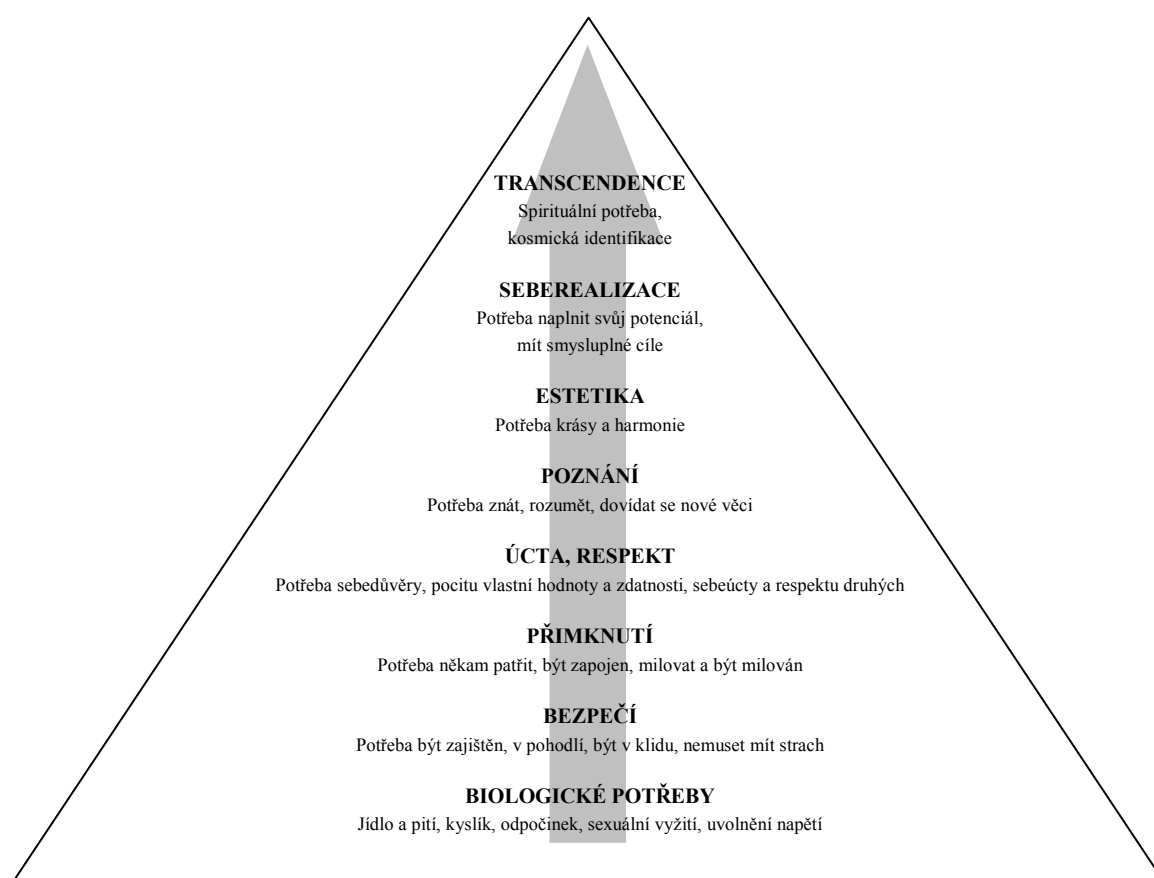 TRANSCENDENCE
Spirituální potřeba,
kosmická identifikace
SEBEREALIZACE
Potřeba naplnit svůj potenciál,
mít smysluplné cíle
ESTETIKA
Potřeba krásy a harmonie
POZNÁNÍ
Potřeba znát, rozumět, dovídat se nové věci
ÚCTA, RESPEKT
Potřeba sebedůvěry, pocitu vlastní hodnoty a zdatnosti, sebeúcty a respektu druhých
PŘIMKNUTÍ
Potřeba někam patřit, být zapojen, milovat a být milován
BEZPEČÍ
Potřeba být zajištěn, v pohodlí, být v klidu, nemuset mít strach
BIOLOGICKÉ POTŘEBY
Jídlo a pití, kyslík, odpočinek, sexuální vyžití, uvolnění napětí